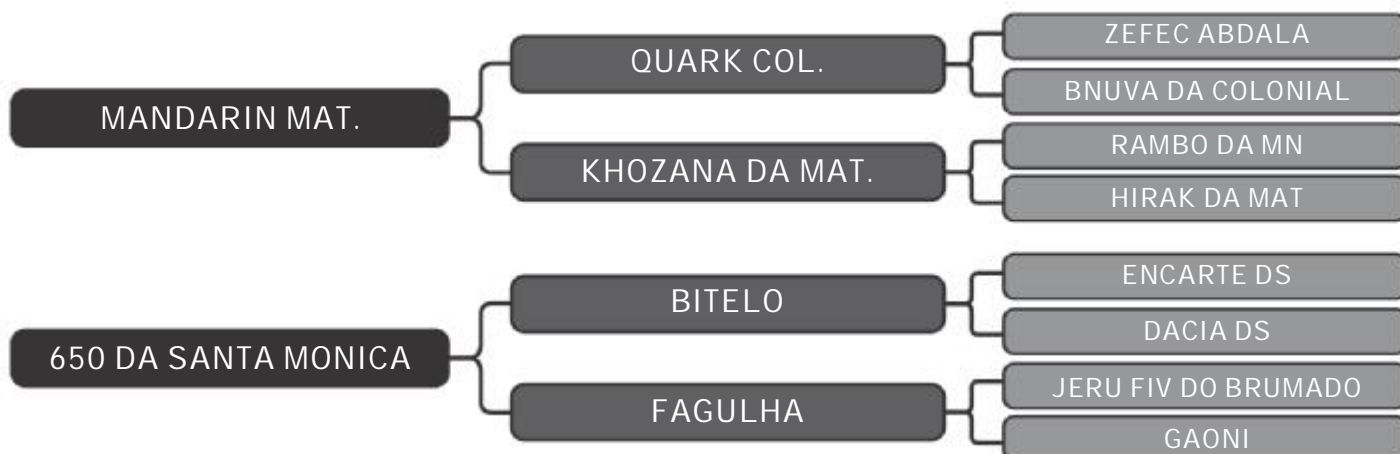 MANDARIN MAT.
QUARK COL.
ZEFEC ABDALA
BNUVA DA COLONIAL
KHOZANA DA MAT.
RAMBO DA MN
HIRAK DA MAT
650 DA SANTA MONICA
BITELO
ENCARTE DS
DACIA DS
FAGULHA
JERU FIV DO BRUMADO
GAONI